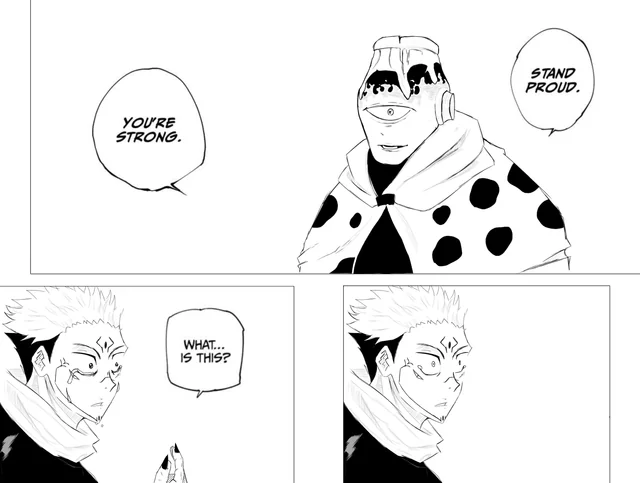 STAND
PROUD.
YOU'RE
STRONG.
WHAT...
IS THIS?